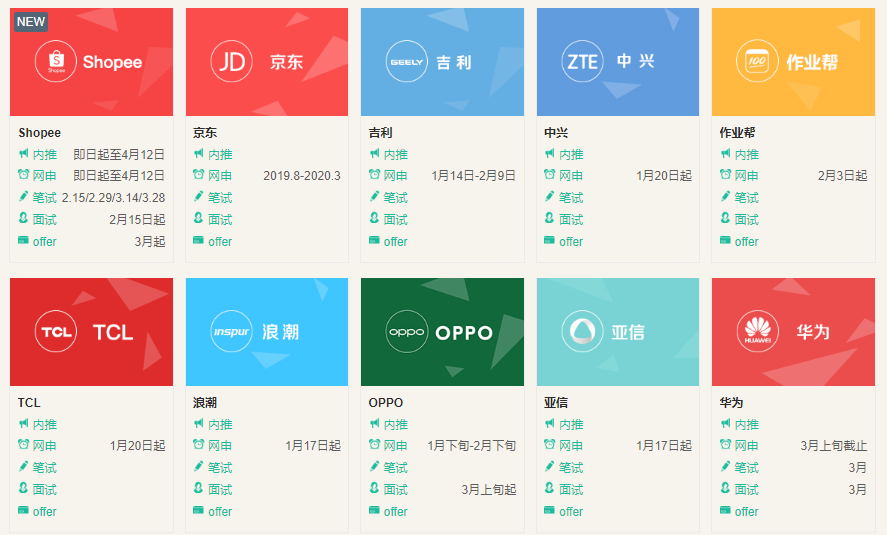 NEW
Shopee
Shopee
JD
京东
GEELY
吉利
ZTE
中兴
100
作业帮
Shopee
内推 即日起至4月12日
网申 即日起至4月12日
笔试 2.15/2.29/3.14/3.28
面试 2月15日起
offer 3月起
京东
内推
网申 2019.8-2020.3
笔试
面试
offer
吉利
内推
网申 1月14日-2月9日
笔试
面试
offer
中兴
内推
网申 1月20日起
笔试
面试
offer
作业帮
内推
网申 2月3日起
笔试
面试
offer
TCL
TCL
inspur
浪潮
oppo
OPPO
亚信
HUAWEI
华为
TCL
内推
网申 1月20日起
笔试
面试
offer
浪潮
内推
网申 1月17日起
笔试
面试
offer
OPPO
内推
网申 1月下旬-2月下旬
笔试
面试 3月上旬起
offer
亚信
内推
网申 1月17日起
笔试
面试
offer
华为
内推
网申 3月上旬截止
笔试 3月
面试 3月
offer